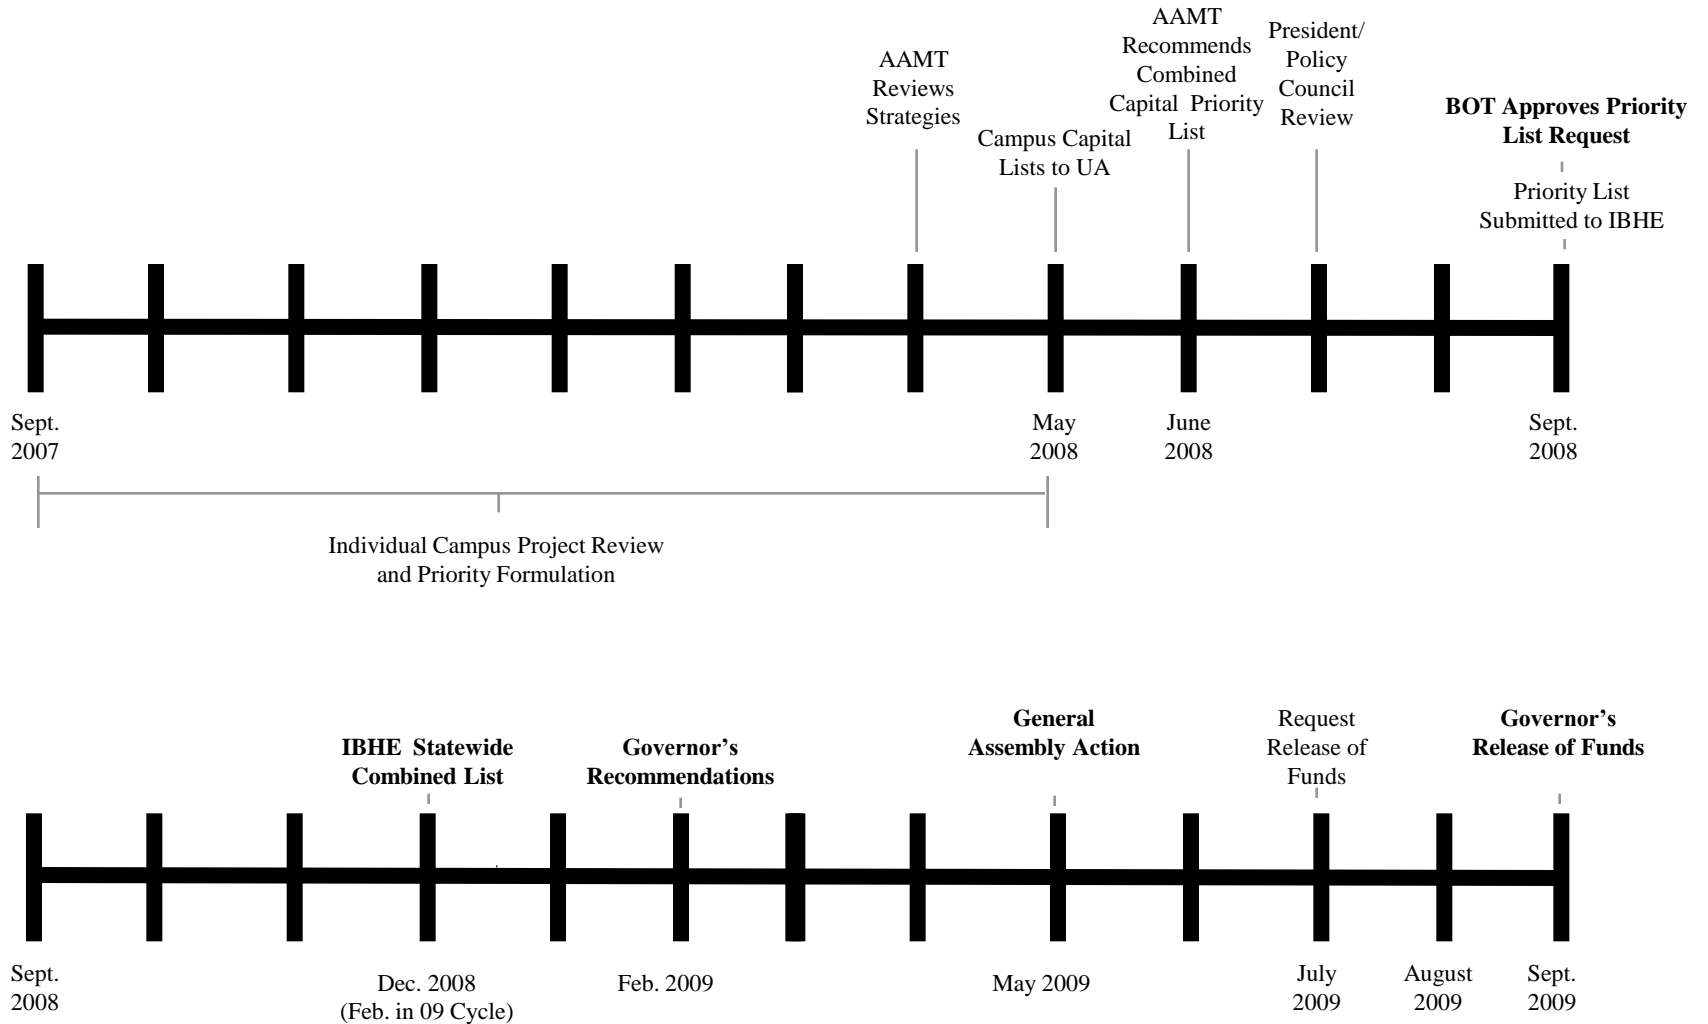 AAMT
Reviews
Strategies
Campus Capital
Lists to UA
AAMT
Recommends
Combined
Capital Priority
List
President/
Policy
Council
Review
BOT Approves Priority
List Request
Priority List
Submitted to IBHE
Sept.
2007
May
2008
June
2008
Sept.
2008
Individual Campus Project Review
and Priority Formulation
IBHE Statewide
Combined List
Governor’s
Recommendations
General
Assembly Action
Request
Release of
Funds
Governor’s
Release of Funds
Sept.
2008
Dec. 2008
(Feb. in 09 Cycle)
Feb. 2009
May 2009
July
2009
August
2009
Sept.
2009